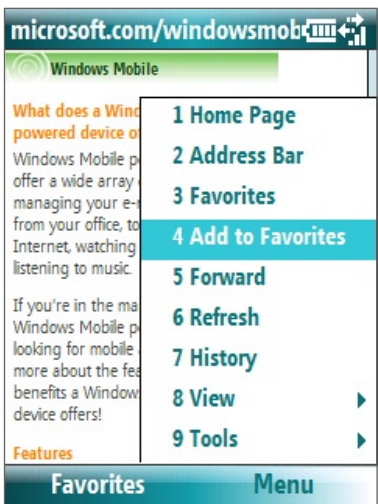 microsoft.com/windowsmob
Windows Mobile
What does a Wind
powered device o
Windows Mobile p
offer a wide array
managing your e-
from your office, to
Internet, watching
listening to music.
If you're in the ma
Windows Mobile p
looking for mobile
more about the fea
benefits a Window
device offers!
Features
1 Home Page
2 Address Bar
3 Favorites
4 Add to Favorites
5 Forward
6 Refresh
7 History
8 View
9 Tools
Favorites
Menu